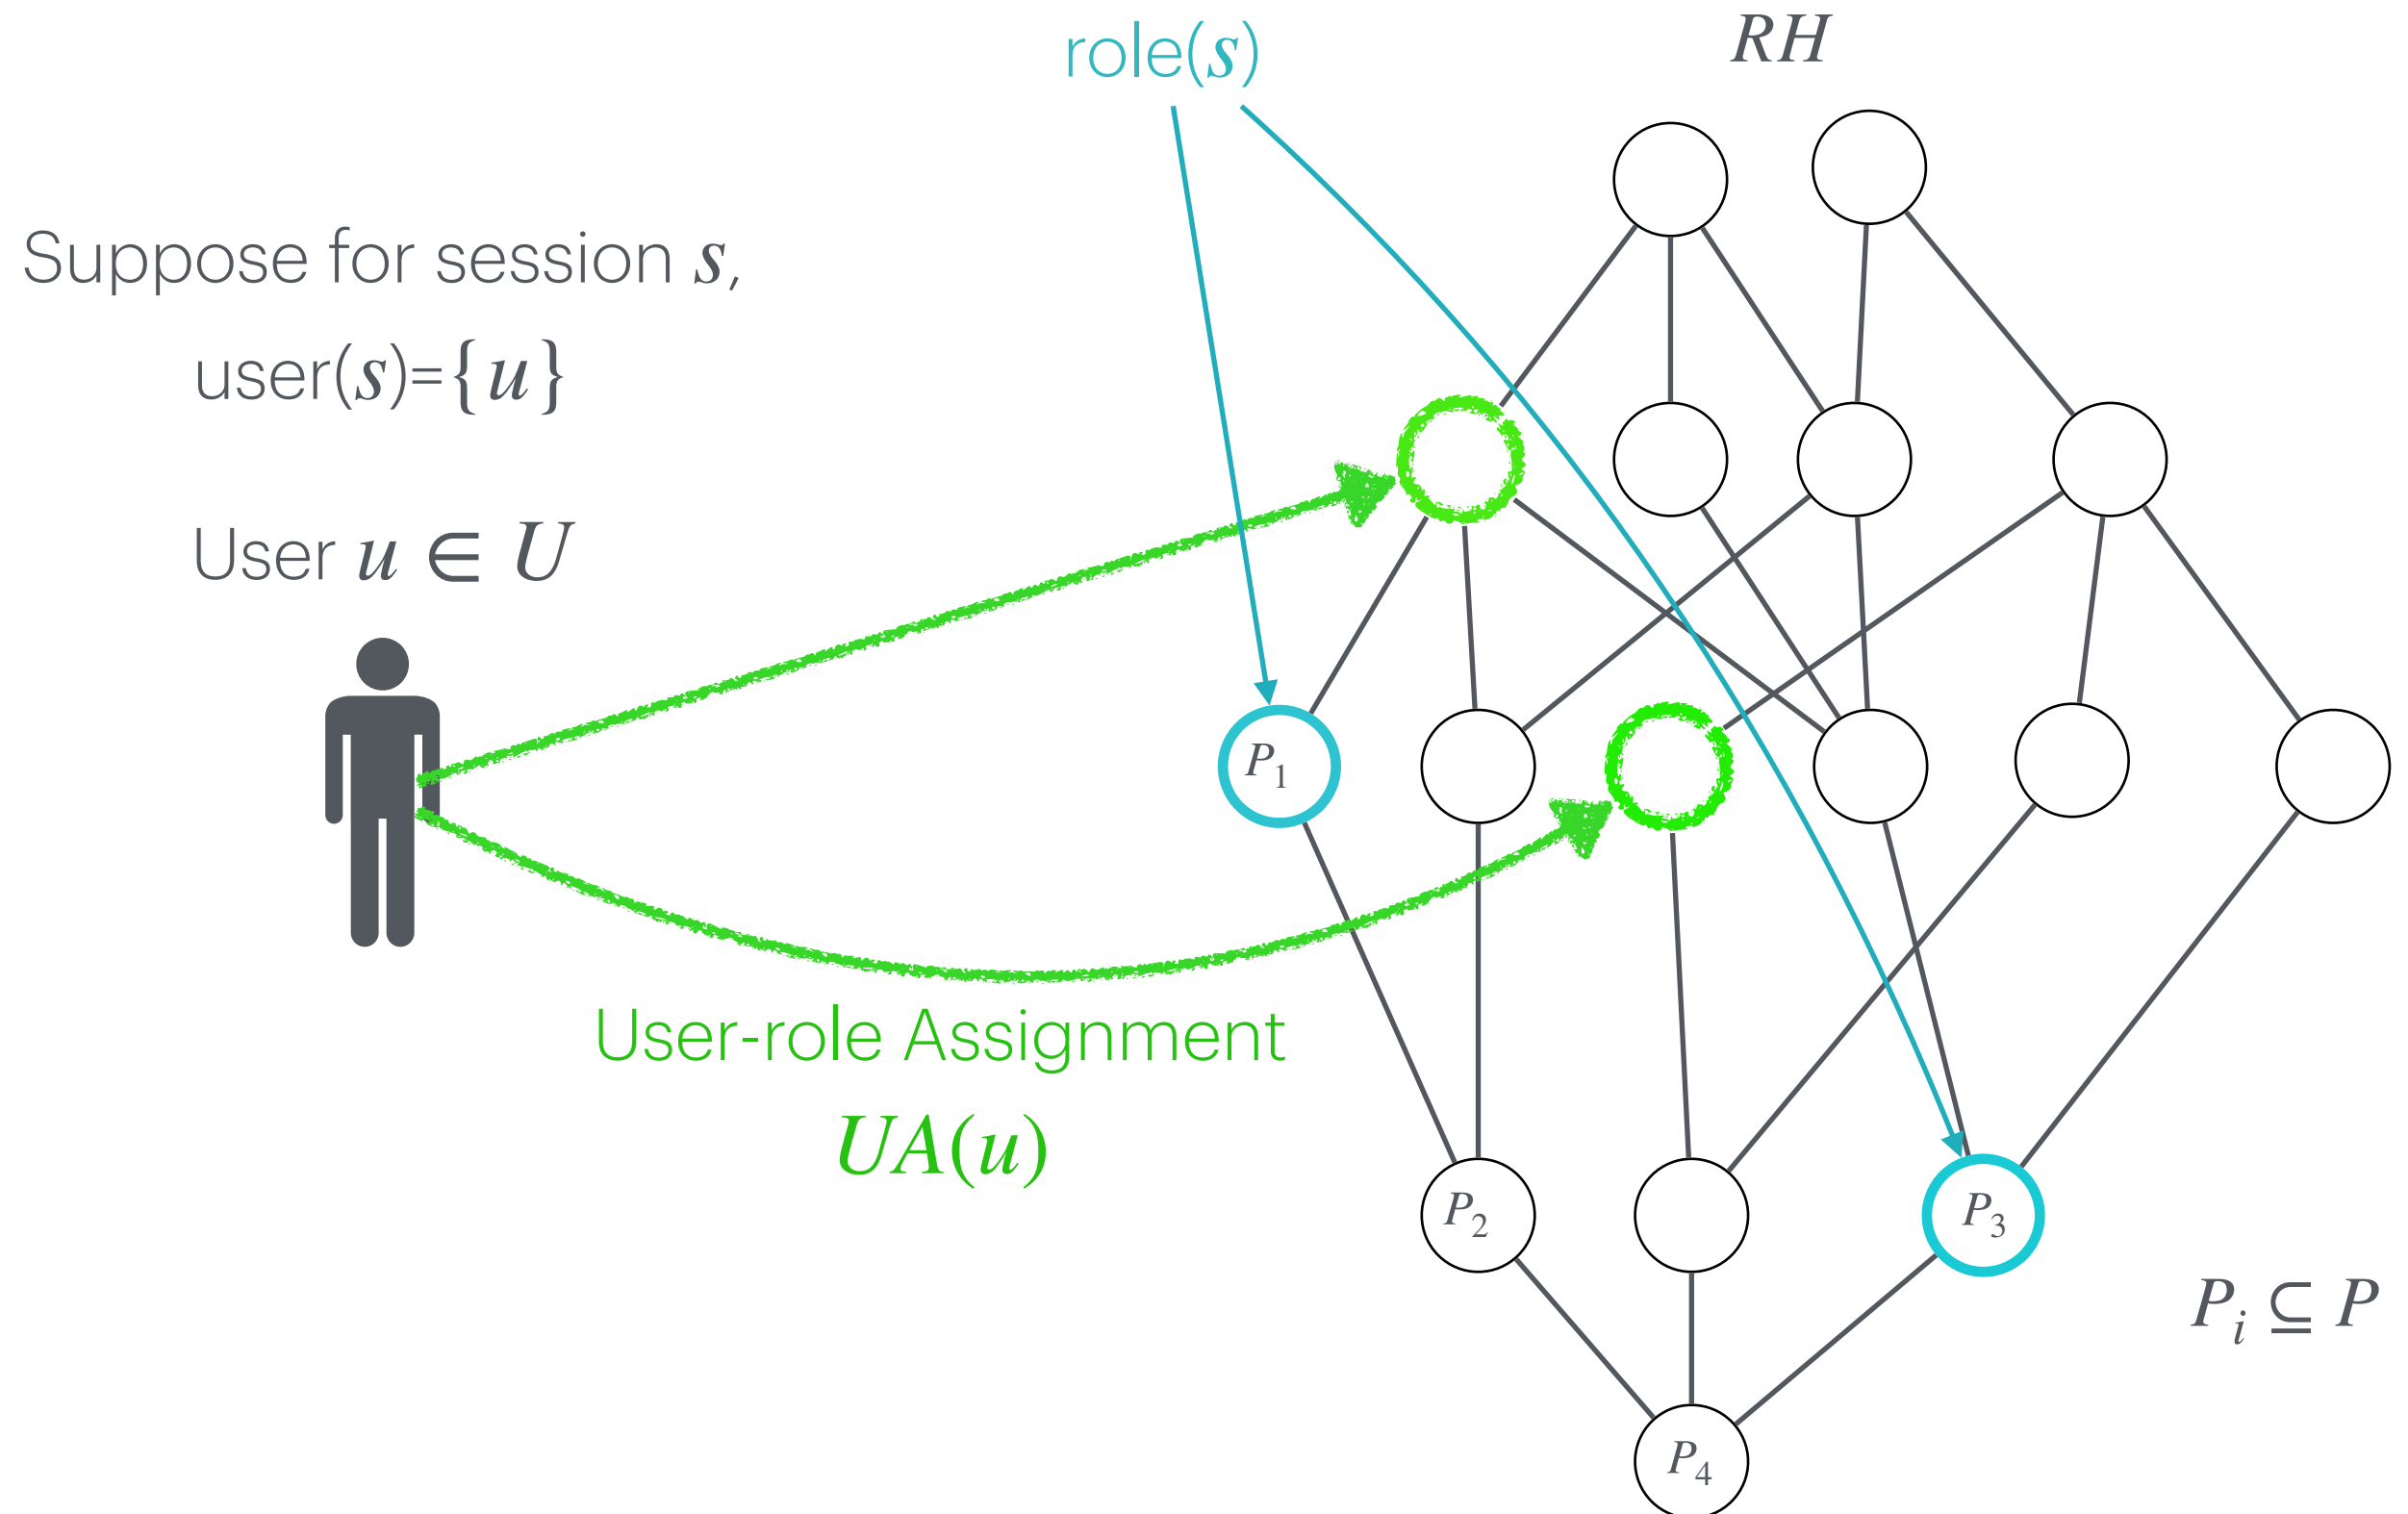 role(s)
RH
Suppose for session s,
user(s)={u}
User u ∈ U
P₁
User-role Assignment
UA(u)
P₂
P₃
Pᵢ ⊆ P
P₄